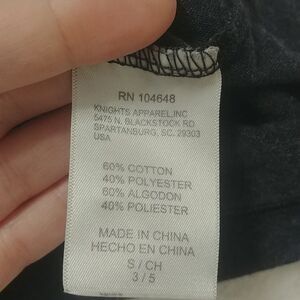 RN 104648
KNIGHTS APPAREL,INC
5475 N. BLACKSTOCK RD
SPARTANBURG, SC. 29303
USA
60% COTTON
40% POLYESTER
60% ALGODON
40% POLIESTER
MADE IN CHINA
HECHO EN CHINA
S / CH
3 / 5